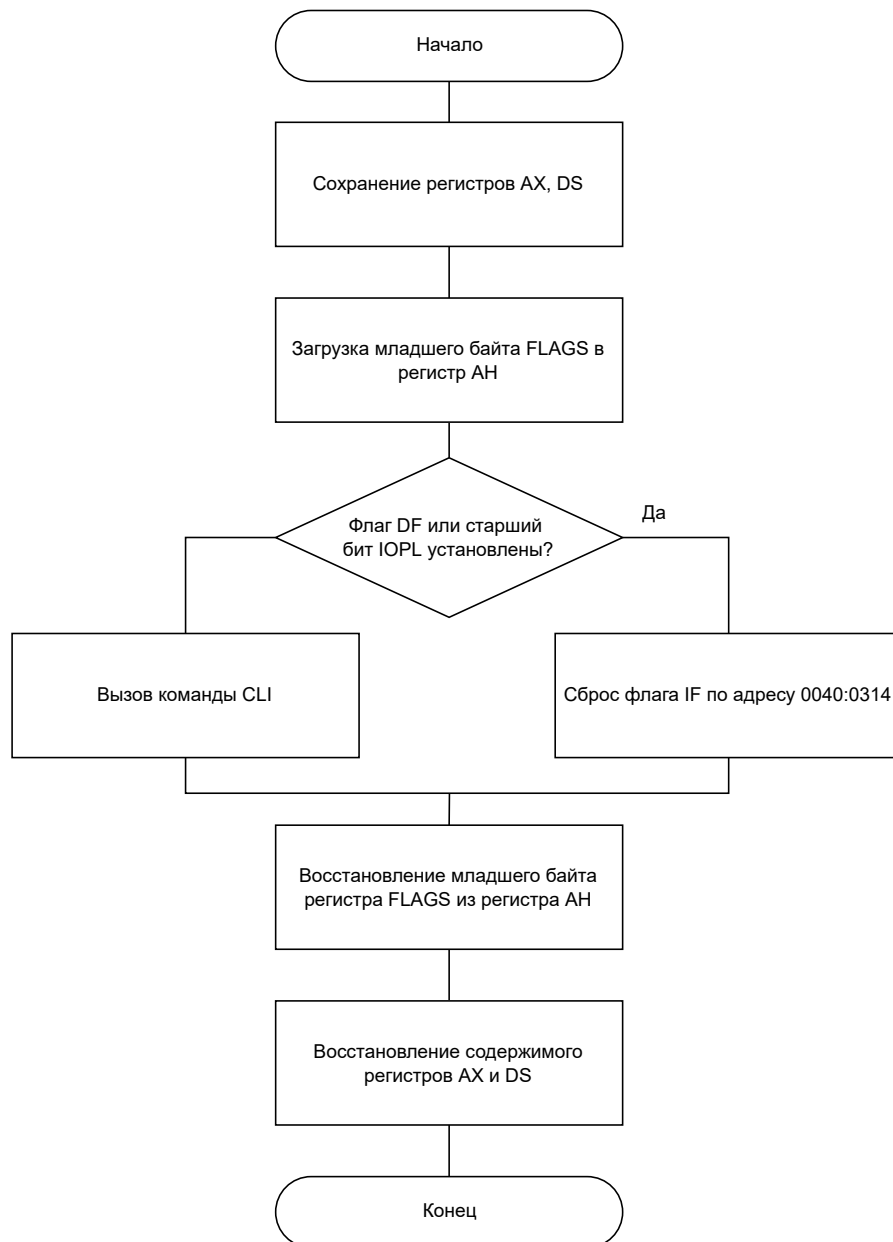 Начало
Сохранение регистров AX, DS
Загрузка младшего байта FLAGS в
регистр AH
Флаг DF или старший
бит IOPL установлены?
Да
Вызов команды CLI
Сброс флага IF по адресу 0040:0314
Восстановление младшего байта
регистра FLAGS из регистра AH
Восстановление содержимого
регистров AX и DS
Конец